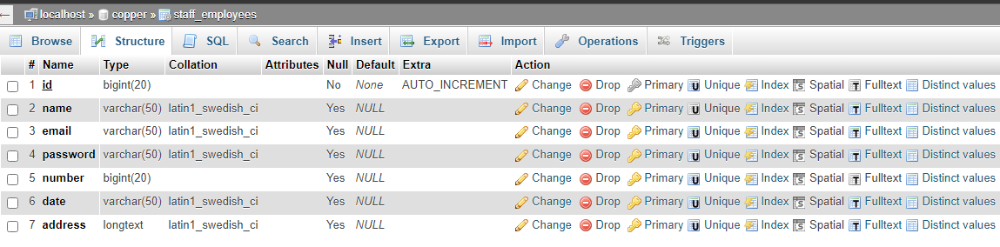 localhost » copper » staff_employees
Browse Structure SQL Search Insert Export Import Operations Triggers
# Name Type Collation Attributes Null Default Extra Action
1 id bigint(20) No None AUTO_INCREMENT Change Drop Primary Unique Index Spatial Fulltext Distinct values
2 name varchar(50) latin1_swedish_ci Yes NULL Change Drop Primary Unique Index Spatial Fulltext Distinct values
3 email varchar(50) latin1_swedish_ci Yes NULL Change Drop Primary Unique Index Spatial Fulltext Distinct values
4 password varchar(50) latin1_swedish_ci Yes NULL Change Drop Primary Unique Index Spatial Fulltext Distinct values
5 number bigint(20) Yes NULL Change Drop Primary Unique Index Spatial Fulltext Distinct values
6 date varchar(50) latin1_swedish_ci Yes NULL Change Drop Primary Unique Index Spatial Fulltext Distinct values
7 address longtext latin1_swedish_ci Yes NULL Change Drop Primary Unique Index Spatial Fulltext Distinct values